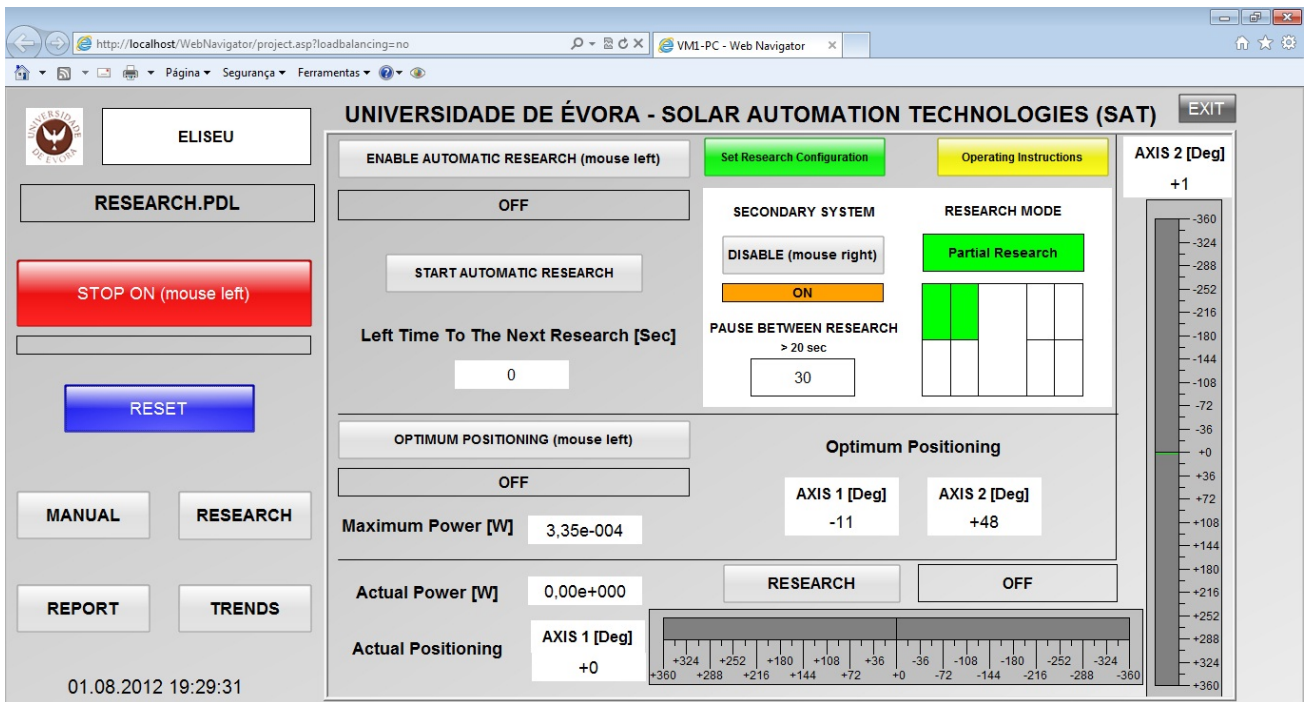 http://localhost/WebNavigator/project.asp?loadbalancing=no
VM1-PC - Web Navigator
Página
Segurança
Ferramentas
UNIVERSIDADE DE ÉVORA
ELISEU
UNIVERSIDADE DE ÉVORA - SOLAR AUTOMATION TECHNOLOGIES (SAT)
EXIT
RESEARCH.PDL
STOP ON (mouse left)
RESET
MANUAL
RESEARCH
REPORT
TRENDS
01.08.2012 19:29:31
ENABLE AUTOMATIC RESEARCH (mouse left)
OFF
START AUTOMATIC RESEARCH
Left Time To The Next Research [Sec]
0
Set Research Configuration
Operating Instructions
SECONDARY SYSTEM
DISABLE (mouse right)
ON
PAUSE BETWEEN RESEARCH
> 20 sec
30
RESEARCH MODE
Partial Research
OPTIMUM POSITIONING (mouse left)
OFF
Maximum Power [W]
3,35e-004
Optimum Positioning
AXIS 1 [Deg]
-11
AXIS 2 [Deg]
+48
Actual Power [W]
0,00e+000
RESEARCH
OFF
Actual Positioning
AXIS 1 [Deg]
+0
+324 +252 +180 +108 +36 -36 -108 -180 -252 -324
+360 +288 +216 +144 +72 +0 -72 -144 -216 -288 -360
AXIS 2 [Deg]
+1
-360
-324
-288
-252
-216
-180
-144
-108
-72
-36
+0
+36
+72
+108
+144
+180
+216
+252
+288
+324
+360